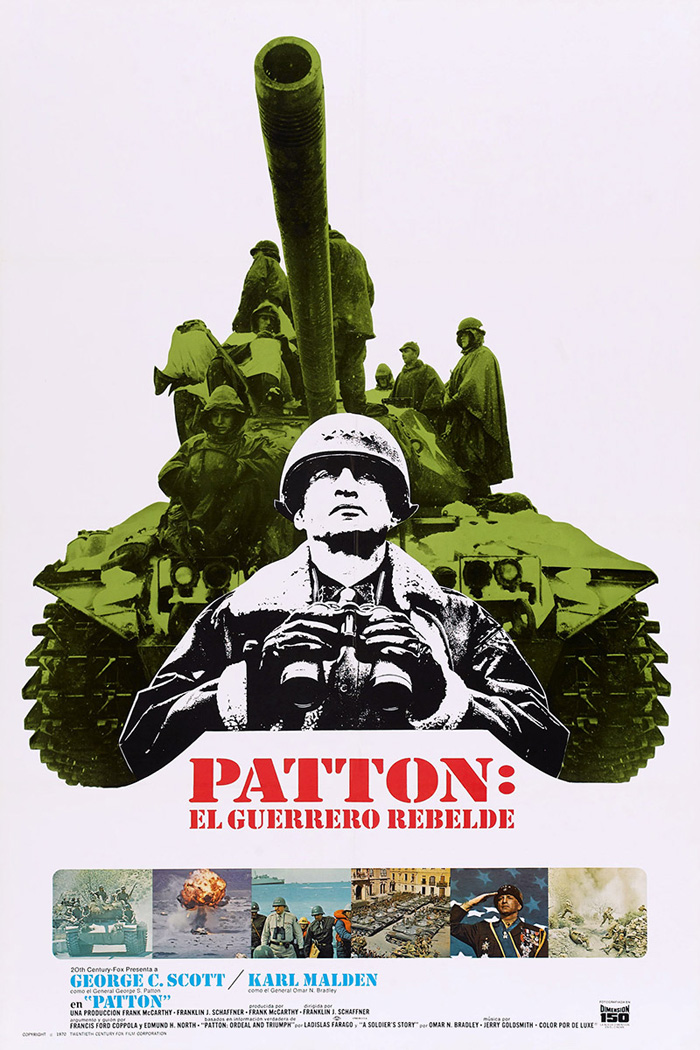 PATTON:
EL GUERRERO REBELDE
20th Century-Fox Presenta a
GEORGE C. SCOTT / KARL MALDEN
como el General George S. Patton como el General Omar N. Bradley
en "PATTON"
producida por dirigida por
UNA PRODUCCION FRANK McCARTHY • FRANKLIN J. SCHAFFNER • FRANK McCARTHY • FRANKLIN J. SCHAFFNER
argumento y guión por basados en información verdadera de música por
FRANCIS FORD COPPOLA y EDMUND H. NORTH • "PATTON: ORDEAL AND TRIUMPH" por LADISLAS FARAGO y "A SOLDIER'S STORY" por OMAR N. BRADLEY • JERRY GOLDSMITH • COLOR POR DE LUXE®
FOTOGRAFIADA EN
DIMENSION
150
COPYRIGHT © 1970 TWENTIETH CENTURY-FOX FILM CORPORATION